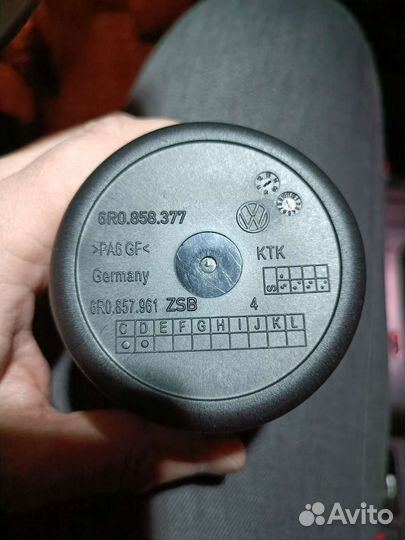 6R0.858.377
>PA6 GF<
KTK
Germany
S
6R0.857.961 ZSB 4
C D E F G H I J K L
Avito